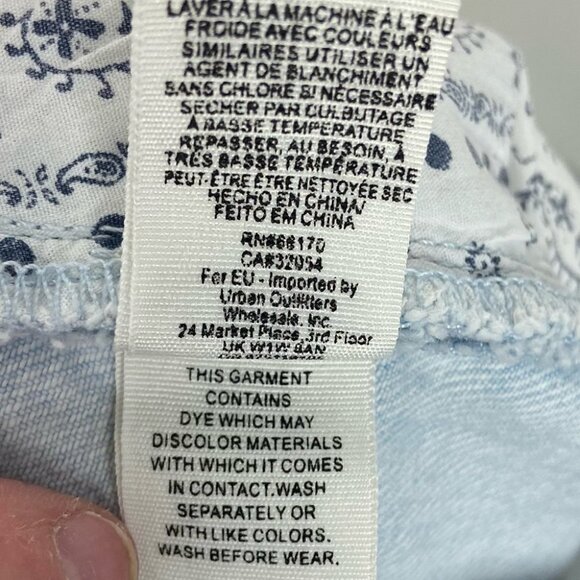 LAVER À LA MACHINE À L'EAU
FROIDE AVEC COULEURS
SIMILAIRES UTILISER UN
AGENT DE BLANCHIMENT
SANS CHLORE SI NÉCESSAIRE
SÉCHER PAR CULBUTAGE
À BASSE TEMPÉRATURE
REPASSER, AU BESOIN, À
TRÈS BASSE TEMPÉRATURE
PEUT-ÊTRE ÊTRE NETTOYÉE SEC
HECHO EN CHINA/
FEITO EM CHINA
RN#66170
CA#32054
For EU - Imported by
Urban Outfitters
Wholesale, Inc.
24 Market Place, 3rd Floor
UK W1W 8AN
THIS GARMENT
CONTAINS
DYE WHICH MAY
DISCOLOR MATERIALS
WITH WHICH IT COMES
IN CONTACT.WASH
SEPARATELY OR
WITH LIKE COLORS.
WASH BEFORE WEAR.